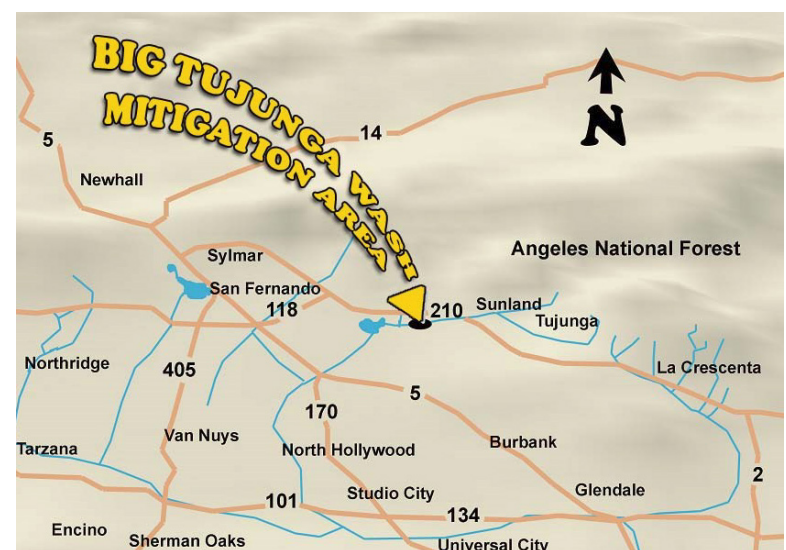 BIG TUJUNGA WASH
MITIGATION AREA
N
14
5
Newhall
Angeles National Forest
Sylmar
San Fernando
118
210
Sunland
Tujunga
Northridge
405
La Crescenta
5
170
Van Nuys
North Hollywood
Burbank
Tarzana
2
Studio City
Glendale
101
134
Encino
Sherman Oaks
Universal City